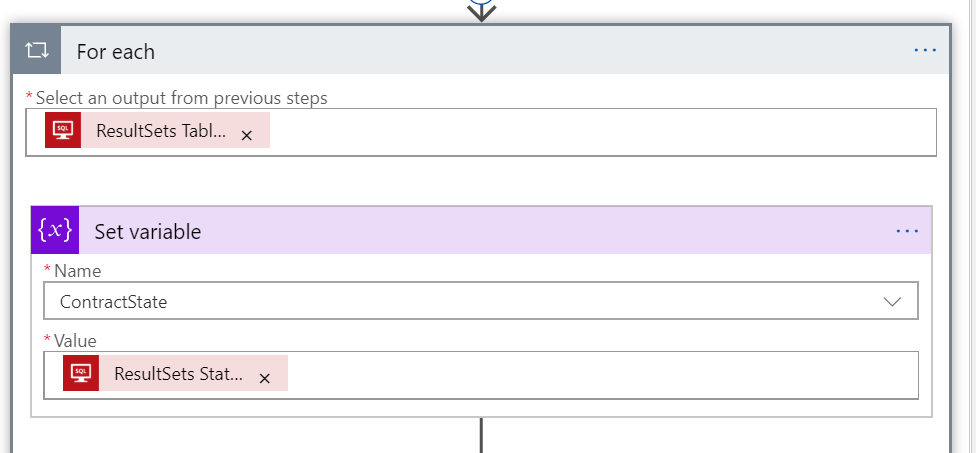 For each
...
* Select an output from previous steps
SQL
ResultSets Tabl... ×
{x}
Set variable
...
* Name
ContractState
* Value
SQL
ResultSets Stat... ×